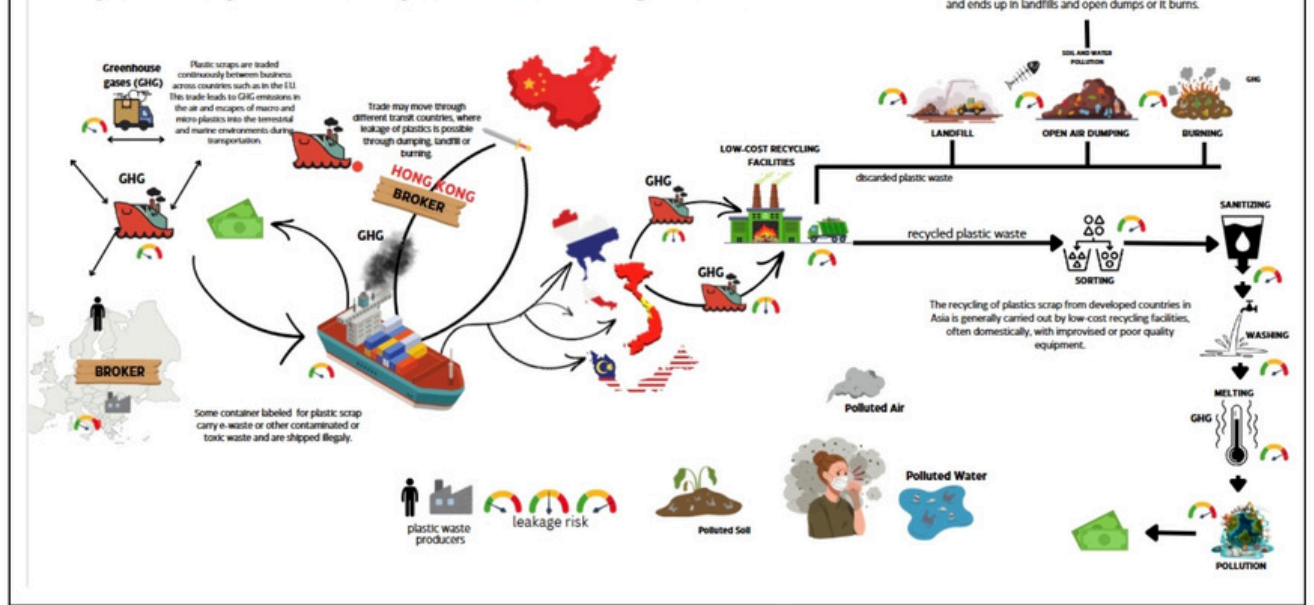 and ends up in landfills and open dumps or it burns.
Greenhouse
gases (GHG)
Plastic scraps are traded
continuously between business
across countries such as in the EU.
This trade leads to GHG emissions in
the air and escapes of macro and
micro plastics into the terrestrial
and marine environments during
transportation.
Trade may move through
different transit countries, where
leakage of plastics is possible
through dumping, landfill or
burning.
SOIL AND WATER
POLLUTION
GHG
LANDFILL
OPEN AIR DUMPING
BURNING
LOW-COST RECYCLING
FACILITIES
discarded plastic waste
GHG
HONG KONG
BROKER
GHG
GHG
GHG
recycled plastic waste
SORTING
SANITIZING
The recycling of plastics scrap from developed countries in
Asia is generally carried out by low-cost recycling facilities,
often domestically, with improvised or poor quality
equipment.
WASHING
BROKER
MELTING
GHG
Some container labeled for plastic scrap
carry e-waste or other contaminated or
toxic waste and are shipped illegaly.
Polluted Air
Polluted Water
plastic waste
producers
leakage risk
Polluted Soil
POLLUTION